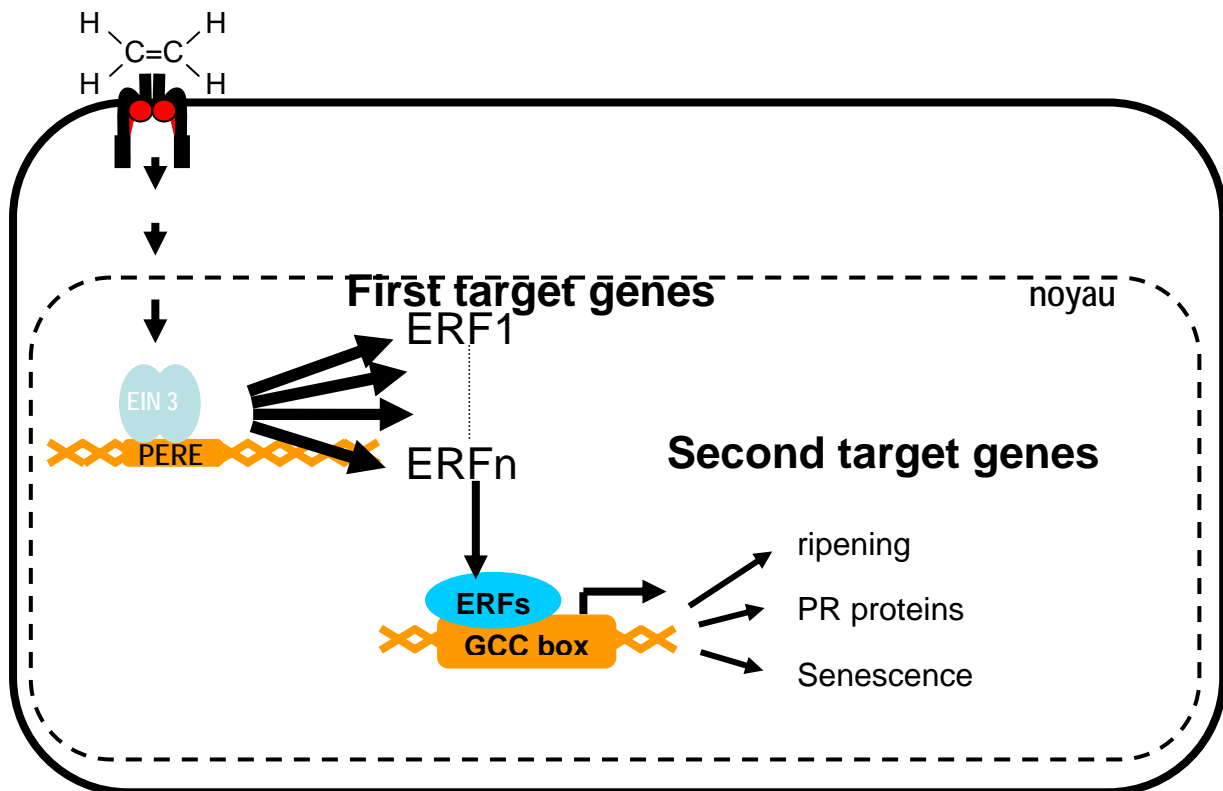 H H
C=C
H H
First target genes
noyau
ERF1
EIN 3
PERE
ERFn
Second target genes
ripening
ERFs
PR proteins
GCC box
Senescence